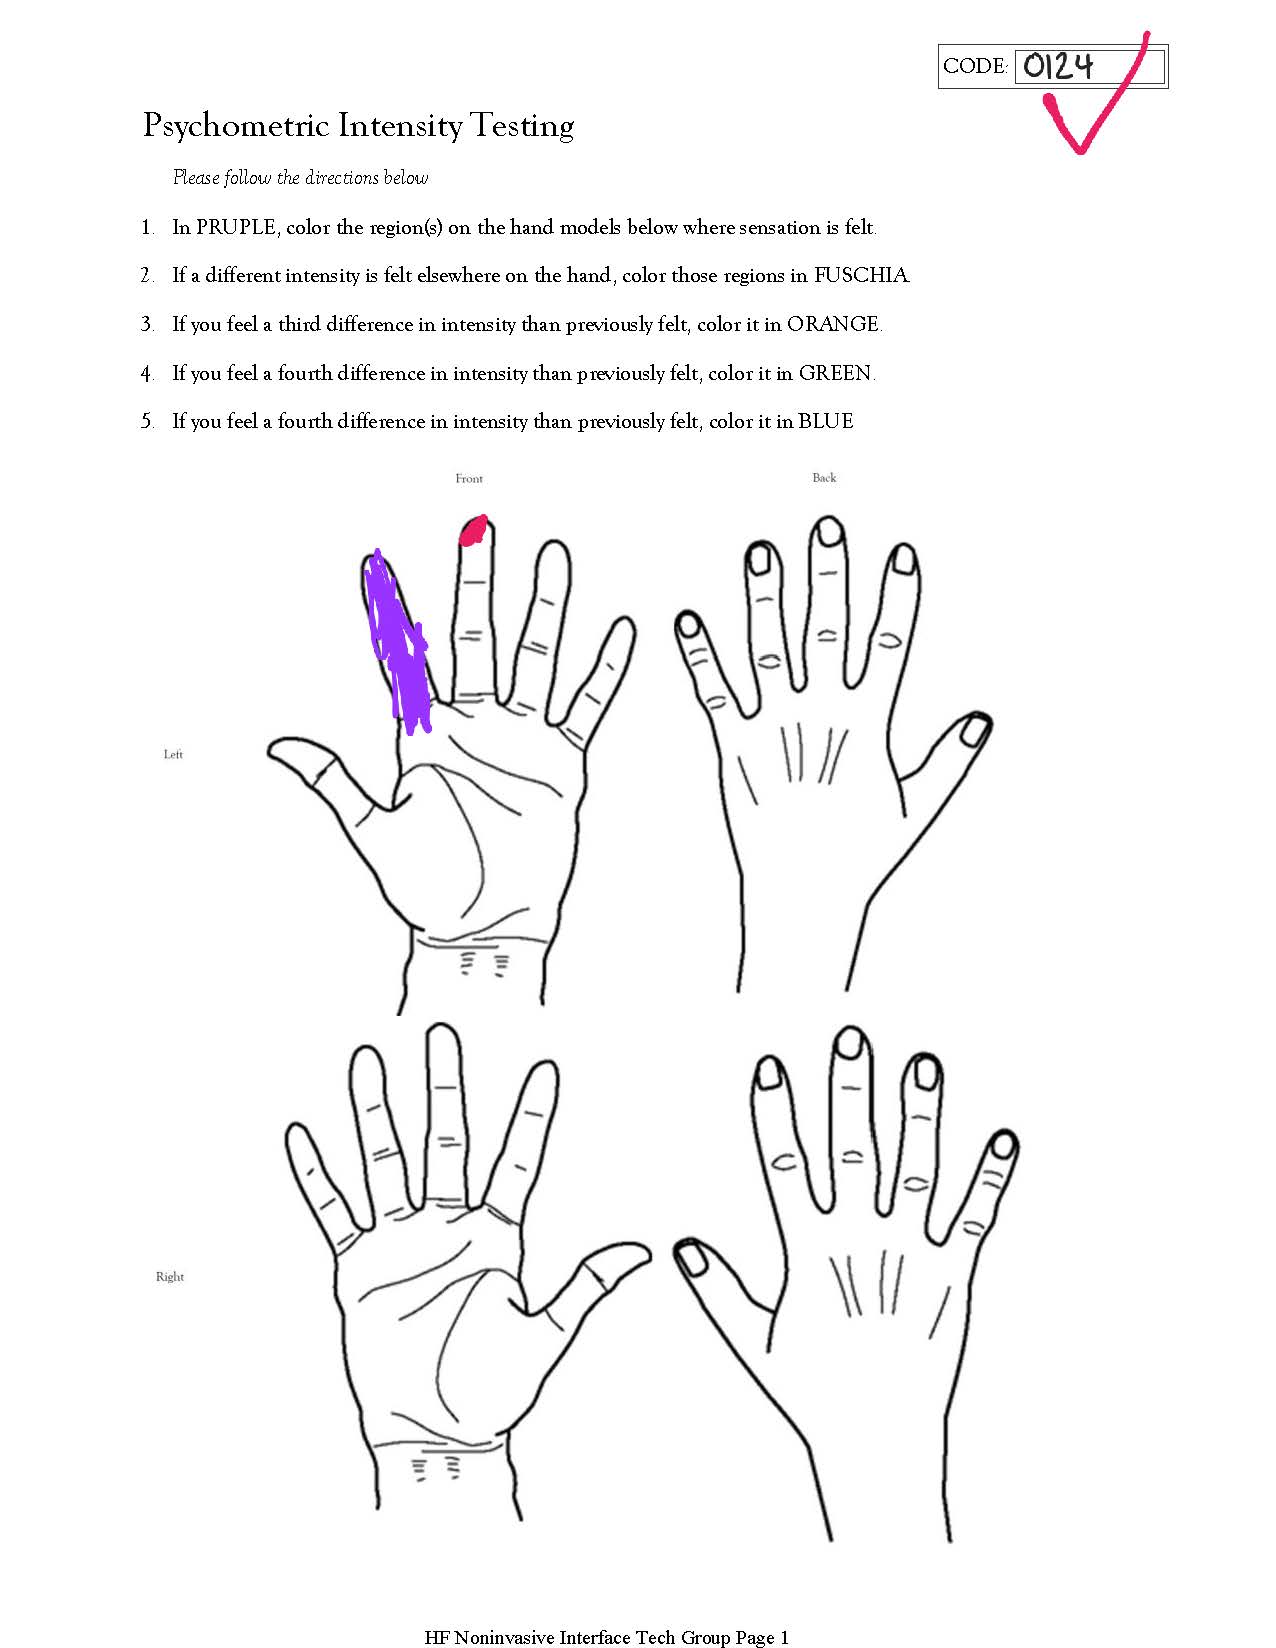 CODE: 0124
Psychometric Intensity Testing
Please follow the directions below
1. In PRUPLE, color the region(s) on the hand models below where sensation is felt.
2. If a different intensity is felt elsewhere on the hand, color those regions in FUSCHIA.
3. If you feel a third difference in intensity than previously felt, color it in ORANGE.
4. If you feel a fourth difference in intensity than previously felt, color it in GREEN.
5. If you feel a fourth difference in intensity than previously felt, color it in BLUE
Front Back
Left
Right
HF Noninvasive Interface Tech Group Page 1